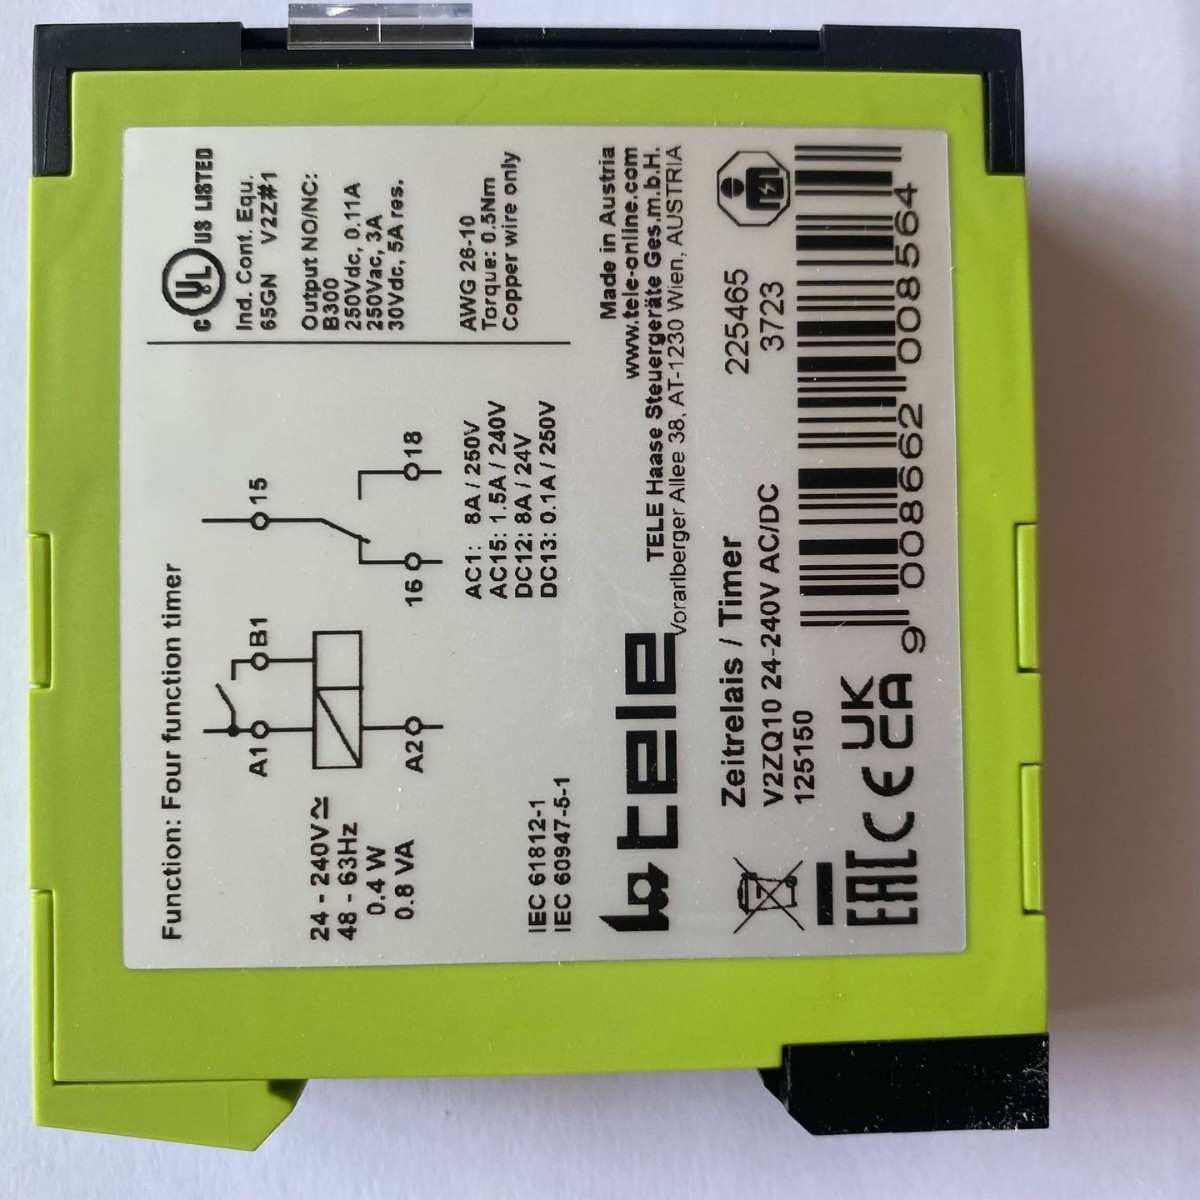 Function: Four function timer
24 - 240V≃
48 - 63Hz
0.4 W
0.8 VA
A1
B1
A2
15
16
18
AC1: 8A / 250V
AC15: 1.5A / 240V
DC12: 8A / 24V
DC13: 0.1A / 250V
IEC 61812-1
IEC 60947-5-1
C UL US LISTED
Ind. Cont. Equ.
65GN V2Z#1
Output NO/NC:
B300
250Vdc, 0.11A
250Vac, 3A
30Vdc, 5A res.
AWG 26-10
Torque: 0.5Nm
Copper wire only
tele
Made in Austria
www.tele-online.com
TELE Haase Steuergeräte Ges.m.b.H.
Vorarlberger Allee 38, AT-1230 Wien, AUSTRIA
Zeitrelais / Timer
V2ZQ10 24-240V AC/DC
125150
225465
3723
EAC CE UK CA
9 008662 008564